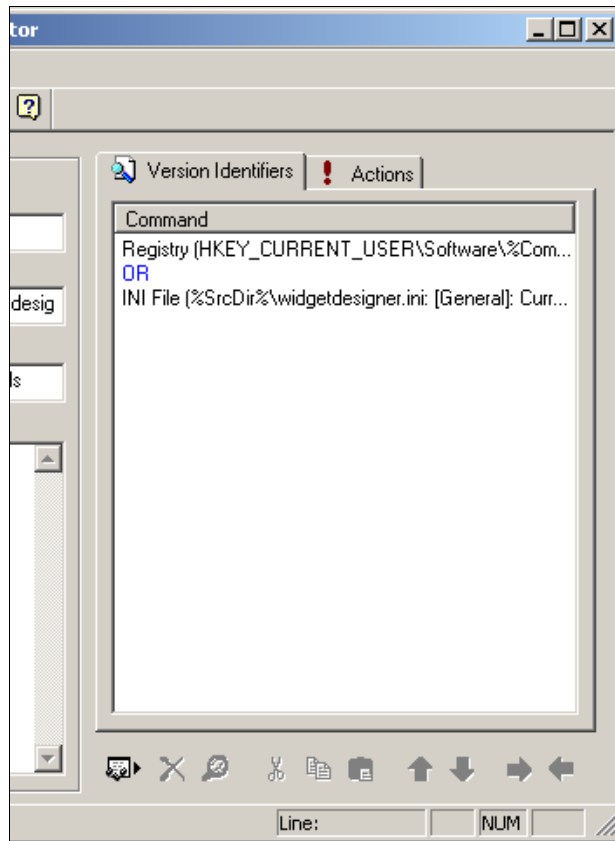 tor
Version Identifiers
Actions
Command
Registry (HKEY_CURRENT_USER\Software\%Com...
OR
INI File (%SrcDir%\widgetdesigner.ini: [General]: Curr...
desig
ls
Line:
NUM